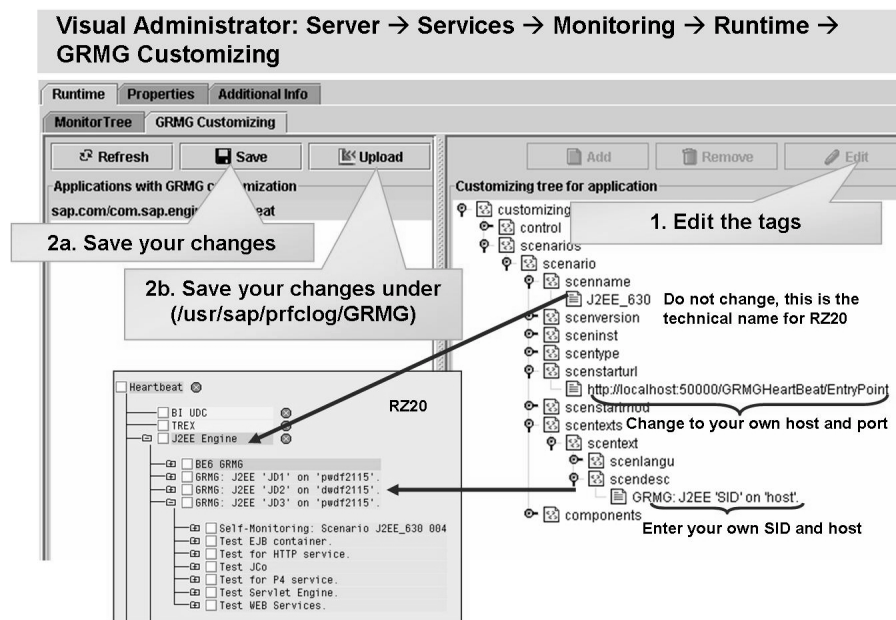 Visual Administrator: Server → Services → Monitoring → Runtime →
GRMG Customizing
Runtime Properties Additional Info
MonitorTree GRMG Customizing
Refresh Save Upload
Add Remove Edit
Applications with GRMG
sap.com/com.sap.engin
Customizing tree for application
customizing
control
scenarios
scenario
scenname
J2EE_630
scenversion
sceninst
scentype
scenstarturl
http://localhost:50000/GRMGHeartBeat/EntryPoint
scenstartmod
scentexts
scentext
scenlangu
scendesc
GRMG: J2EE 'SID' on 'host'.
components
1. Edit the tags
2a. Save your changes
2b. Save your changes under
(/usr/sap/prfclog/GRMG)
Do not change, this is the
technical name for RZ20
Change to your own host and port
Enter your own SID and host
RZ20
Heartbeat
BI UDC
TREX
J2EE Engine
BE6 GRMG
GRMG: J2EE 'JD1' on 'pwdf2115'.
GRMG: J2EE 'JD2' on 'dwdf2115'.
GRMG: J2EE 'JD3' on 'pwdf2115'.
Self-Monitoring: Scenario J2EE_630 004
Test EJB container.
Test for HTTP service.
Test JCo
Test for P4 service.
Test Servlet Engine.
Test WEB Services.